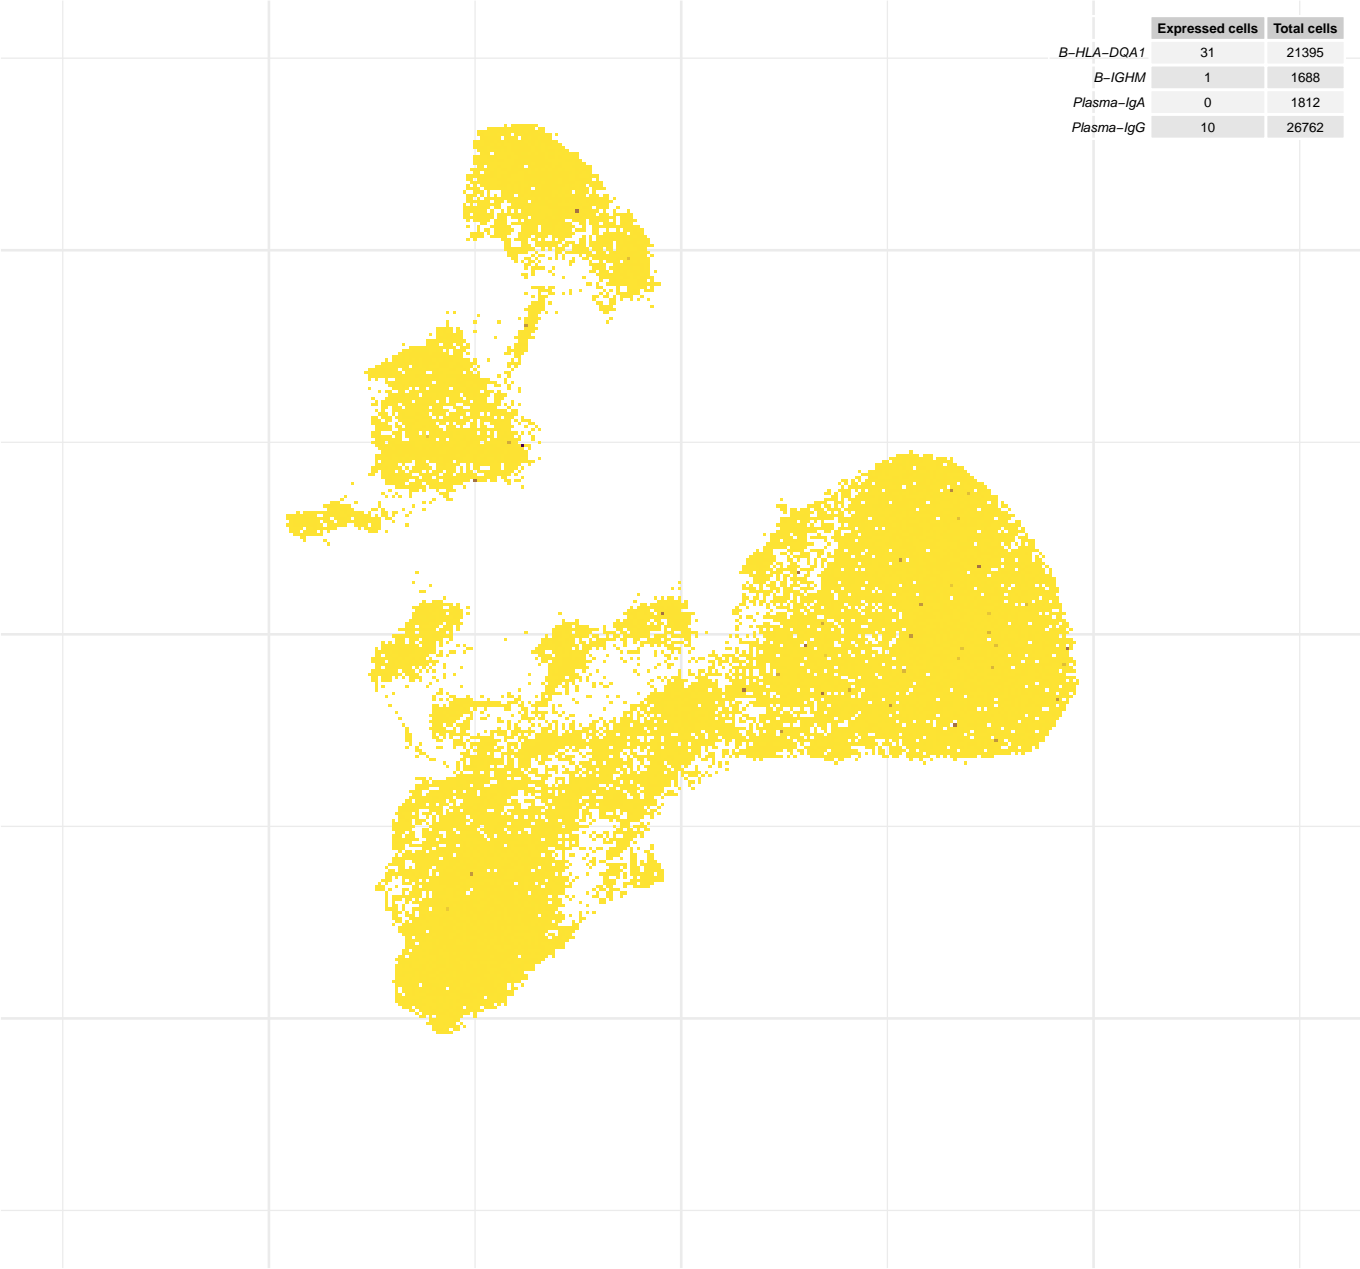 Expressed cells Total cells
B−HLA−DQA1 31 21395
B−IGHM 1 1688
Plasma−IgA 0 1812
Plasma−IgG 10 26762